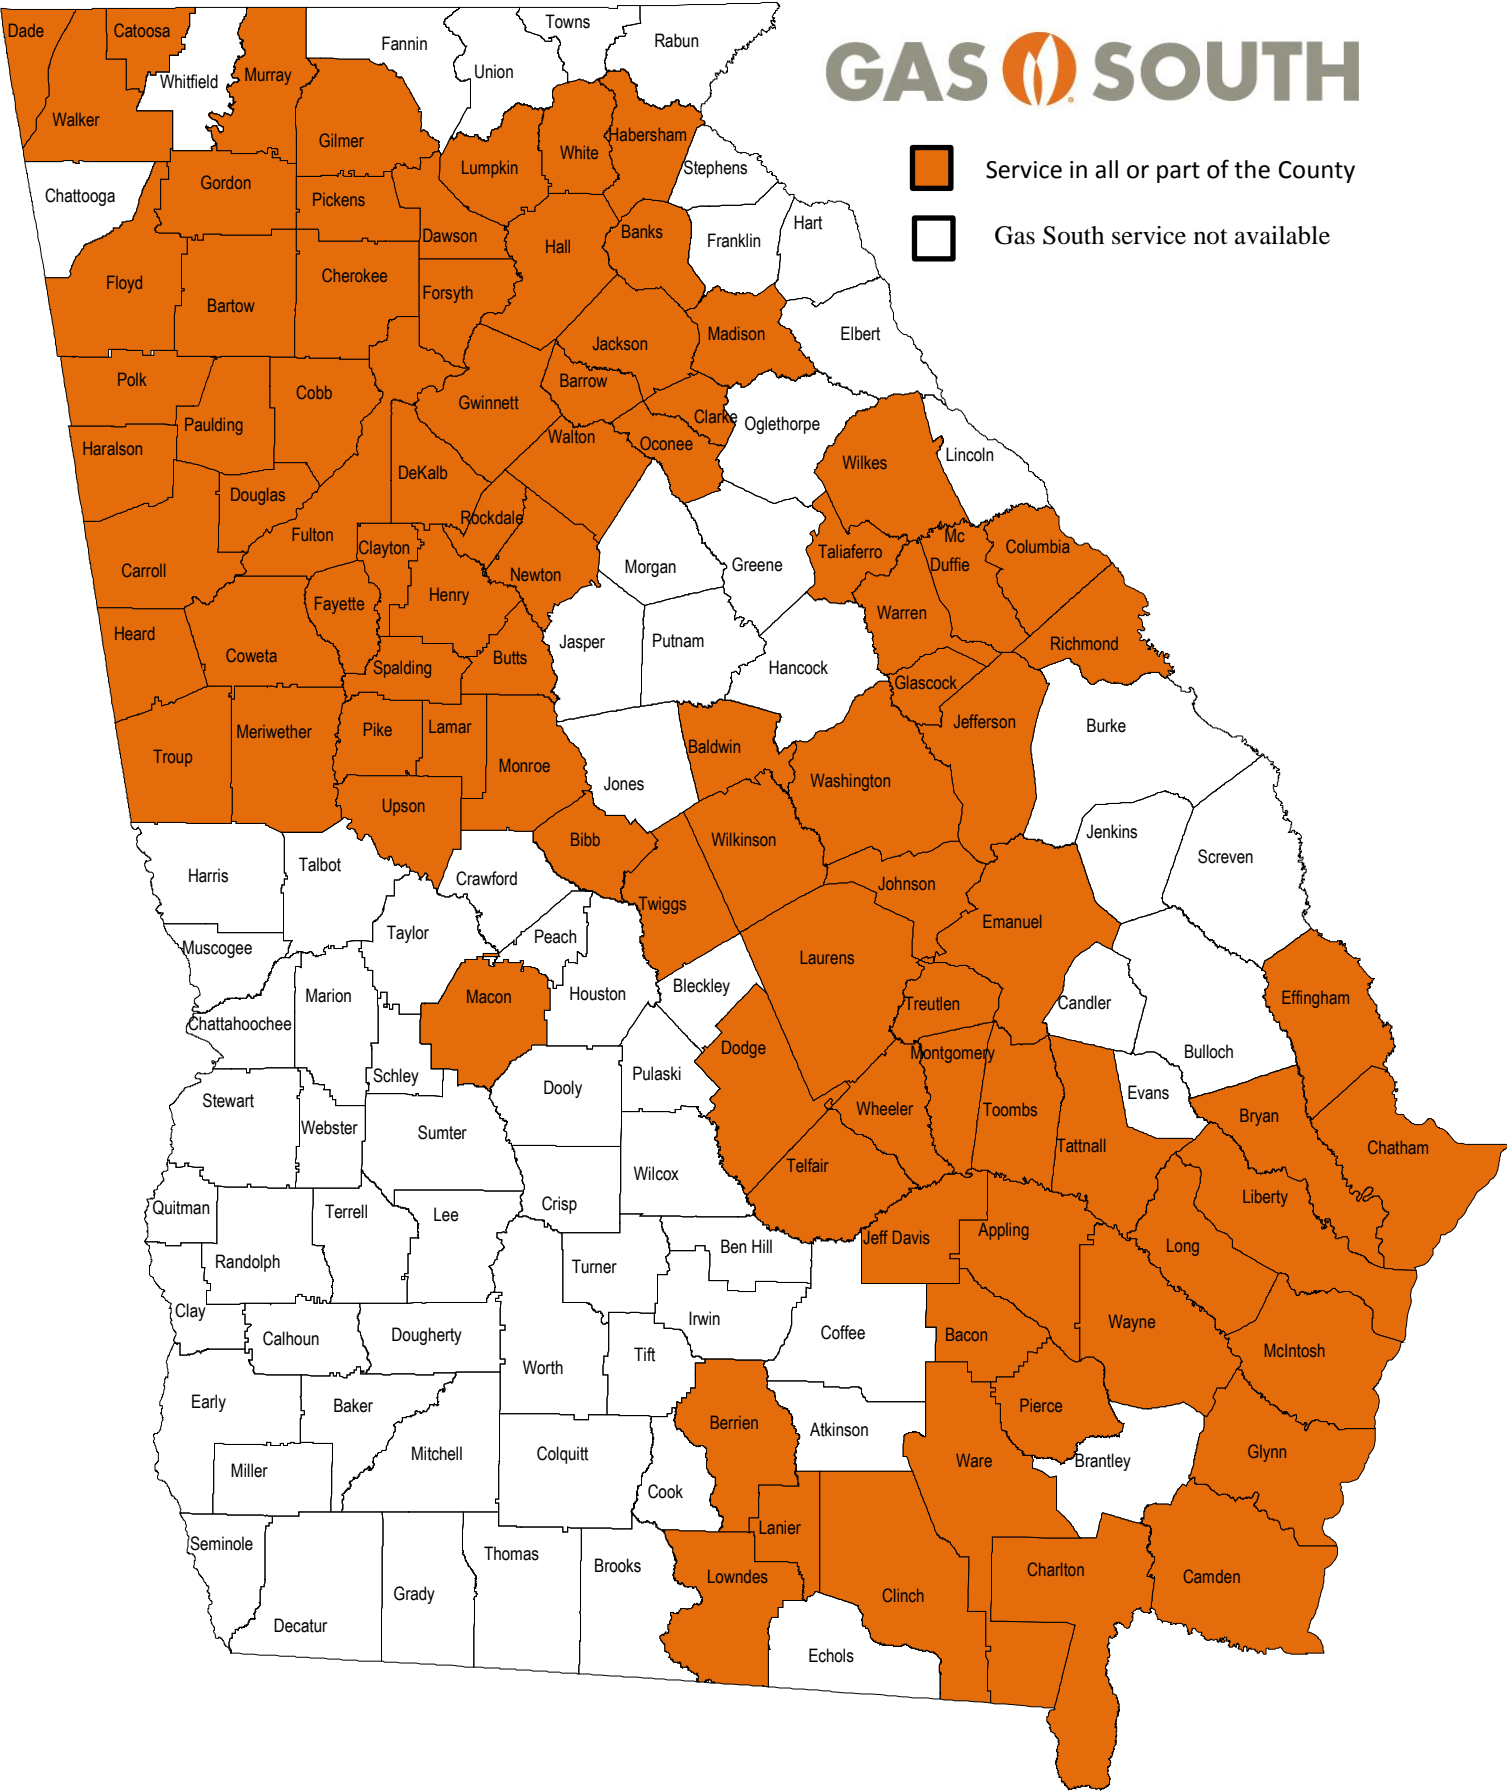 GAS SOUTH
Service in all or part of the County
Gas South service not available
Dade
Catoosa
Fannin
Towns
Rabun
Union
Whitfield
Murray
Walker
Gilmer
Habersham
White
Lumpkin
Stephens
Chattooga
Gordon
Pickens
Dawson
Hall
Banks
Franklin
Hart
Floyd
Bartow
Cherokee
Forsyth
Jackson
Madison
Elbert
Polk
Cobb
Barrow
Gwinnett
Clarke
Oglethorpe
Paulding
Haralson
Walton
Oconee
Wilkes
Lincoln
DeKalb
Douglas
Rockdale
Fulton
Clayton
Carroll
Newton
Morgan
Greene
Taliaferro
Mc
Duffie
Columbia
Henry
Fayette
Warren
Heard
Coweta
Spalding
Butts
Jasper
Putnam
Hancock
Richmond
Glascock
Jefferson
Burke
Troup
Meriwether
Pike
Lamar
Monroe
Baldwin
Jones
Washington
Upson
Bibb
Wilkinson
Jenkins
Screven
Harris
Talbot
Crawford
Twiggs
Johnson
Emanuel
Muscogee
Taylor
Peach
Laurens
Marion
Macon
Houston
Bleckley
Treutlen
Candler
Effingham
Chattahoochee
Dodge
Montgomery
Bulloch
Schley
Dooly
Pulaski
Stewart
Webster
Sumter
Wheeler
Toombs
Evans
Bryan
Tattnall
Chatham
Telfair
Wilcox
Crisp
Quitman
Terrell
Lee
Liberty
Jeff Davis
Appling
Long
Ben Hill
Randolph
Turner
Clay
Calhoun
Dougherty
Irwin
Coffee
Bacon
Wayne
McIntosh
Worth
Tift
Early
Baker
Berrien
Pierce
Atkinson
Mitchell
Colquitt
Ware
Brantley
Glynn
Miller
Cook
Seminole
Lanier
Thomas
Brooks
Lowndes
Charlton
Camden
Grady
Clinch
Decatur
Echols